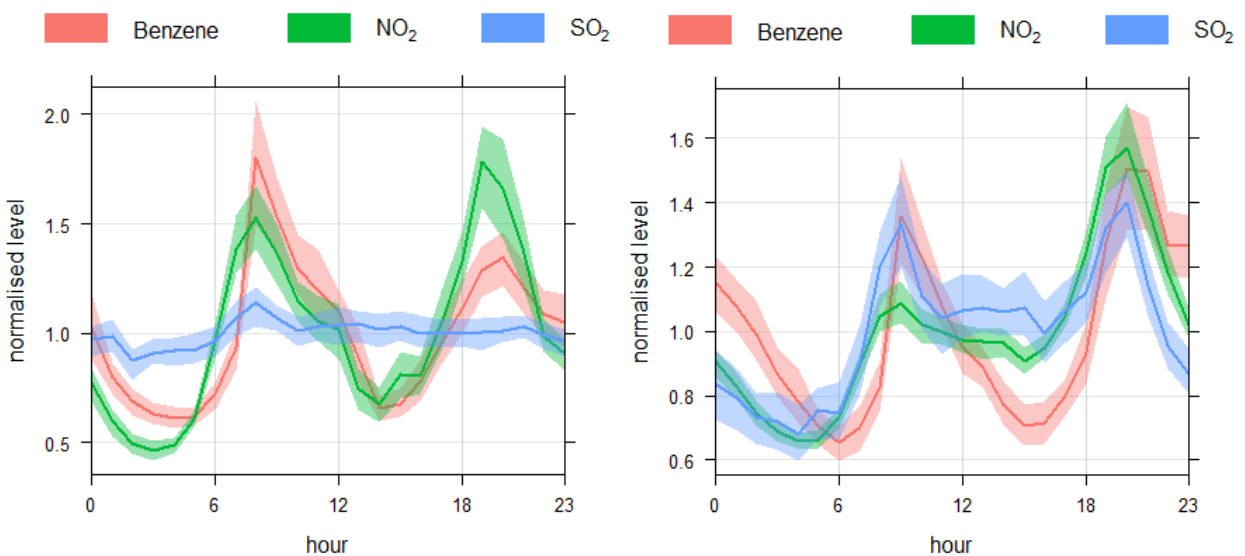 Benzene NO₂ SO₂
normalised level
2.0
1.5
1.0
0.5
0 6 12 18 23
hour
Benzene NO₂ SO₂
normalised level
1.6
1.4
1.2
1.0
0.8
0.6
0 6 12 18 23
hour